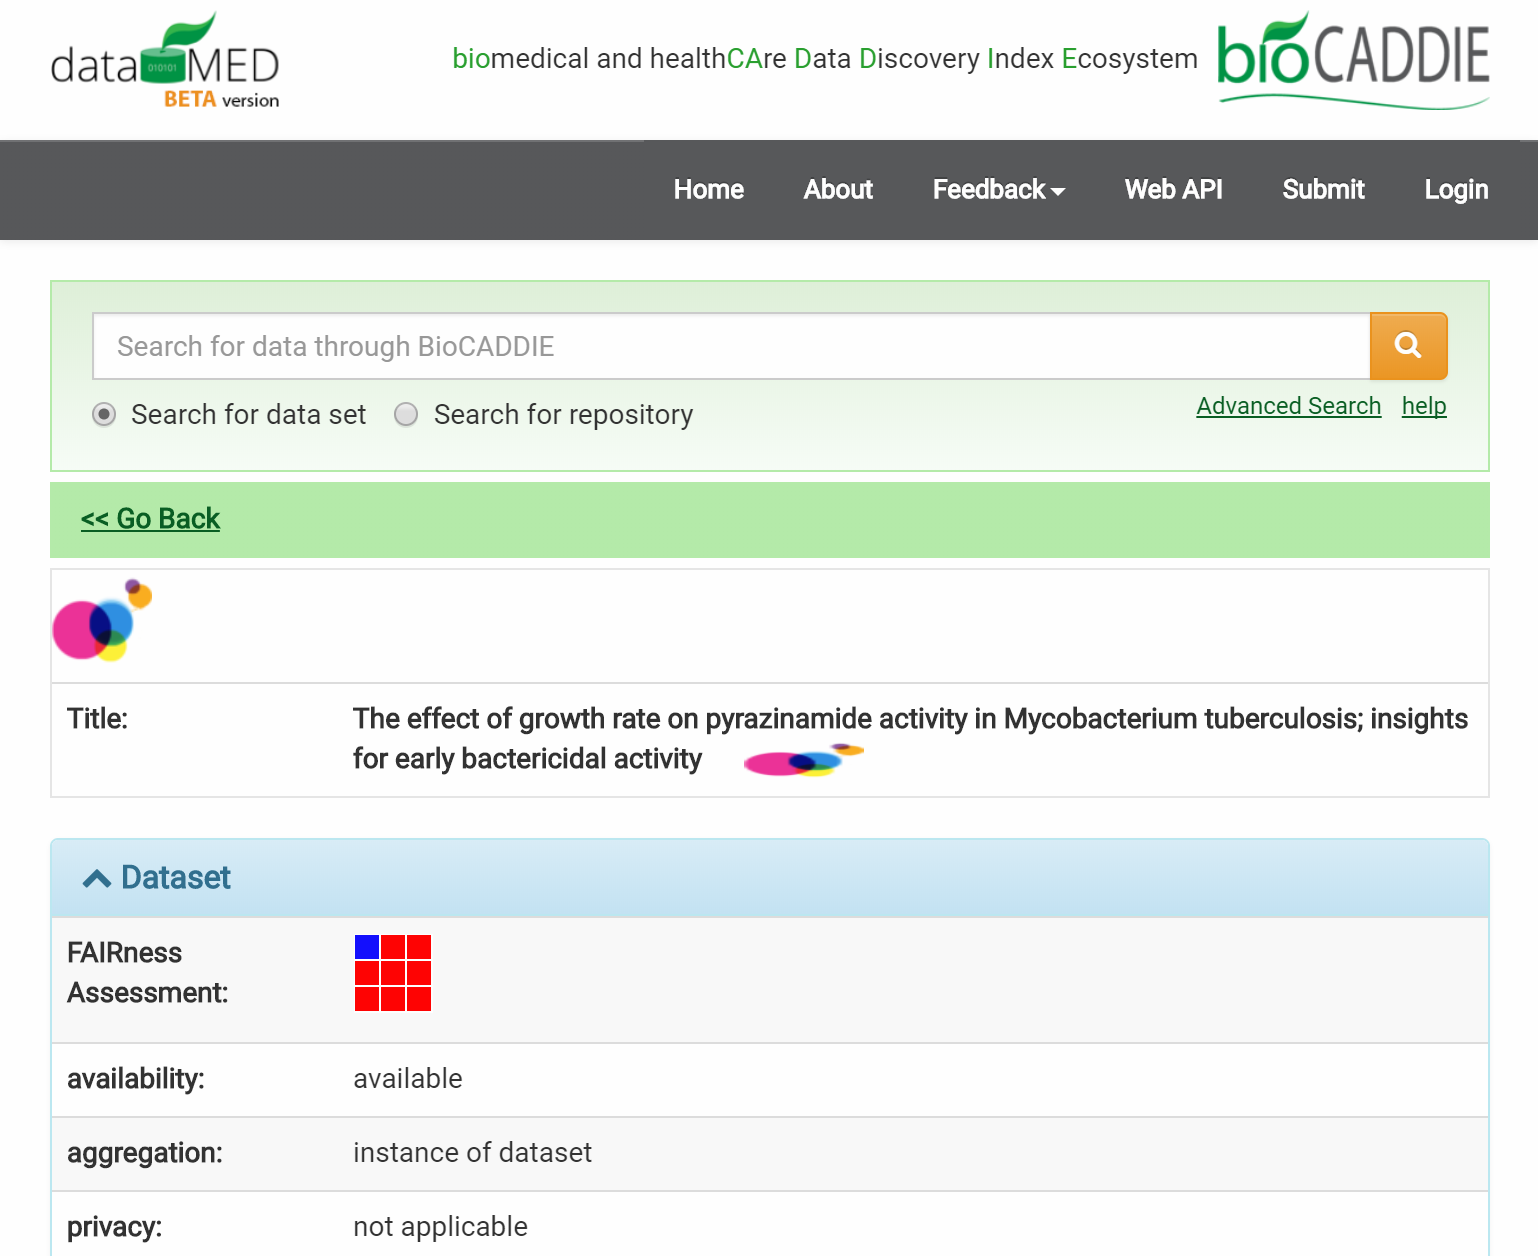 dataMED
010101
BETA version
biomedical and healthCAre Data Discovery Index Ecosystem
bioCADDIE
Home About Feedback Web API Submit Login
Search for data through BioCADDIE
Search for data set Search for repository Advanced Search help
<< Go Back
Title: The effect of growth rate on pyrazinamide activity in Mycobacterium tuberculosis; insights
for early bactericidal activity
Dataset
FAIRness
Assessment:
availability: available
aggregation: instance of dataset
privacy: not applicable